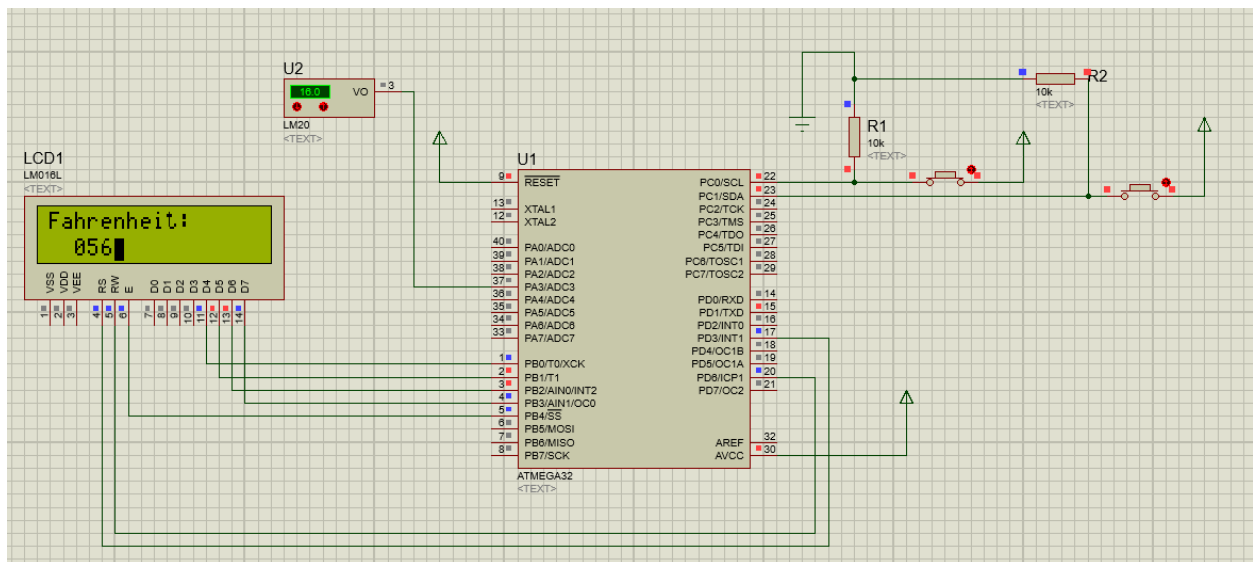 U2
16.0
VO
3
LM20
<TEXT>
LCD1
LM016L
<TEXT>
Fahrenheit:
056
VSS
VDD
VEE
RS
RW
E
D0
D1
D2
D3
D4
D5
D6
D7
1
2
3
4
5
6
7
8
9
10
11
12
13
14
U1
9 RESET
13 XTAL1
12 XTAL2
40 PA0/ADC0
39 PA1/ADC1
38 PA2/ADC2
37 PA3/ADC3
36 PA4/ADC4
35 PA5/ADC5
34 PA6/ADC6
33 PA7/ADC7
1 PB0/T0/XCK
2 PB1/T1
3 PB2/AIN0/INT2
4 PB3/AIN1/OC0
5 PB4/SS
6 PB5/MOSI
7 PB6/MISO
8 PB7/SCK
PC0/SCL 22
PC1/SDA 23
PC2/TCK 24
PC3/TMS 25
PC4/TDO 26
PC5/TDI 27
PC6/TOSC1 28
PC7/TOSC2 29
PD0/RXD 14
PD1/TXD 15
PD2/INT0 16
PD3/INT1 17
PD4/OC1B 18
PD5/OC1A 19
PD6/ICP1 20
PD7/OC2 21
AREF 32
AVCC 30
ATMEGA32
<TEXT>
R1
10k
<TEXT>
R2
10k
<TEXT>